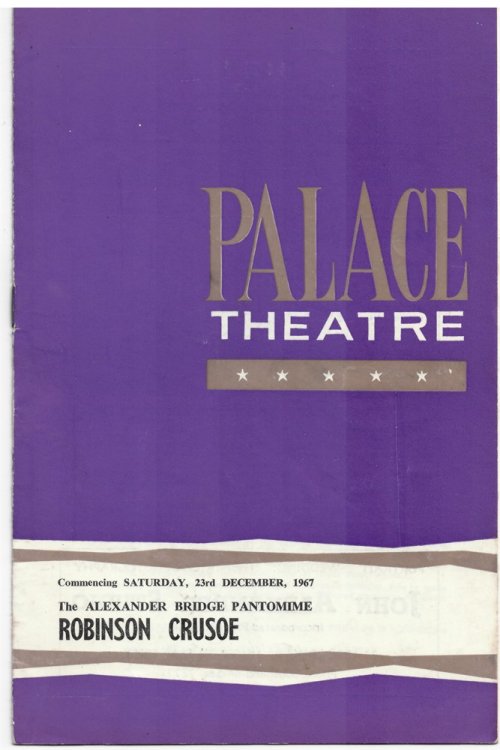 PALACE
THEATRE
Commencing SATURDAY, 23rd DECEMBER, 1967
The ALEXANDER BRIDGE PANTOMIME
ROBINSON CRUSOE